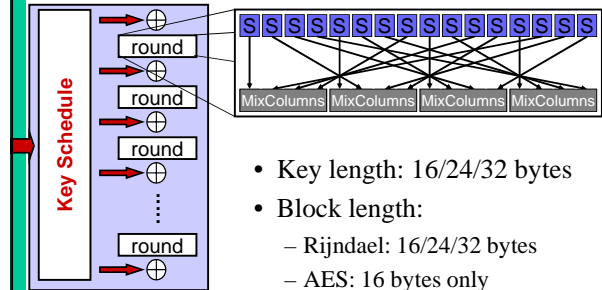 S S S S S S S S S S S S S S S S
MixColumns MixColumns MixColumns MixColumns
Key Schedule
round
round
round
round
• Key length: 16/24/32 bytes
• Block length:
– Rijndael: 16/24/32 bytes
– AES: 16 bytes only